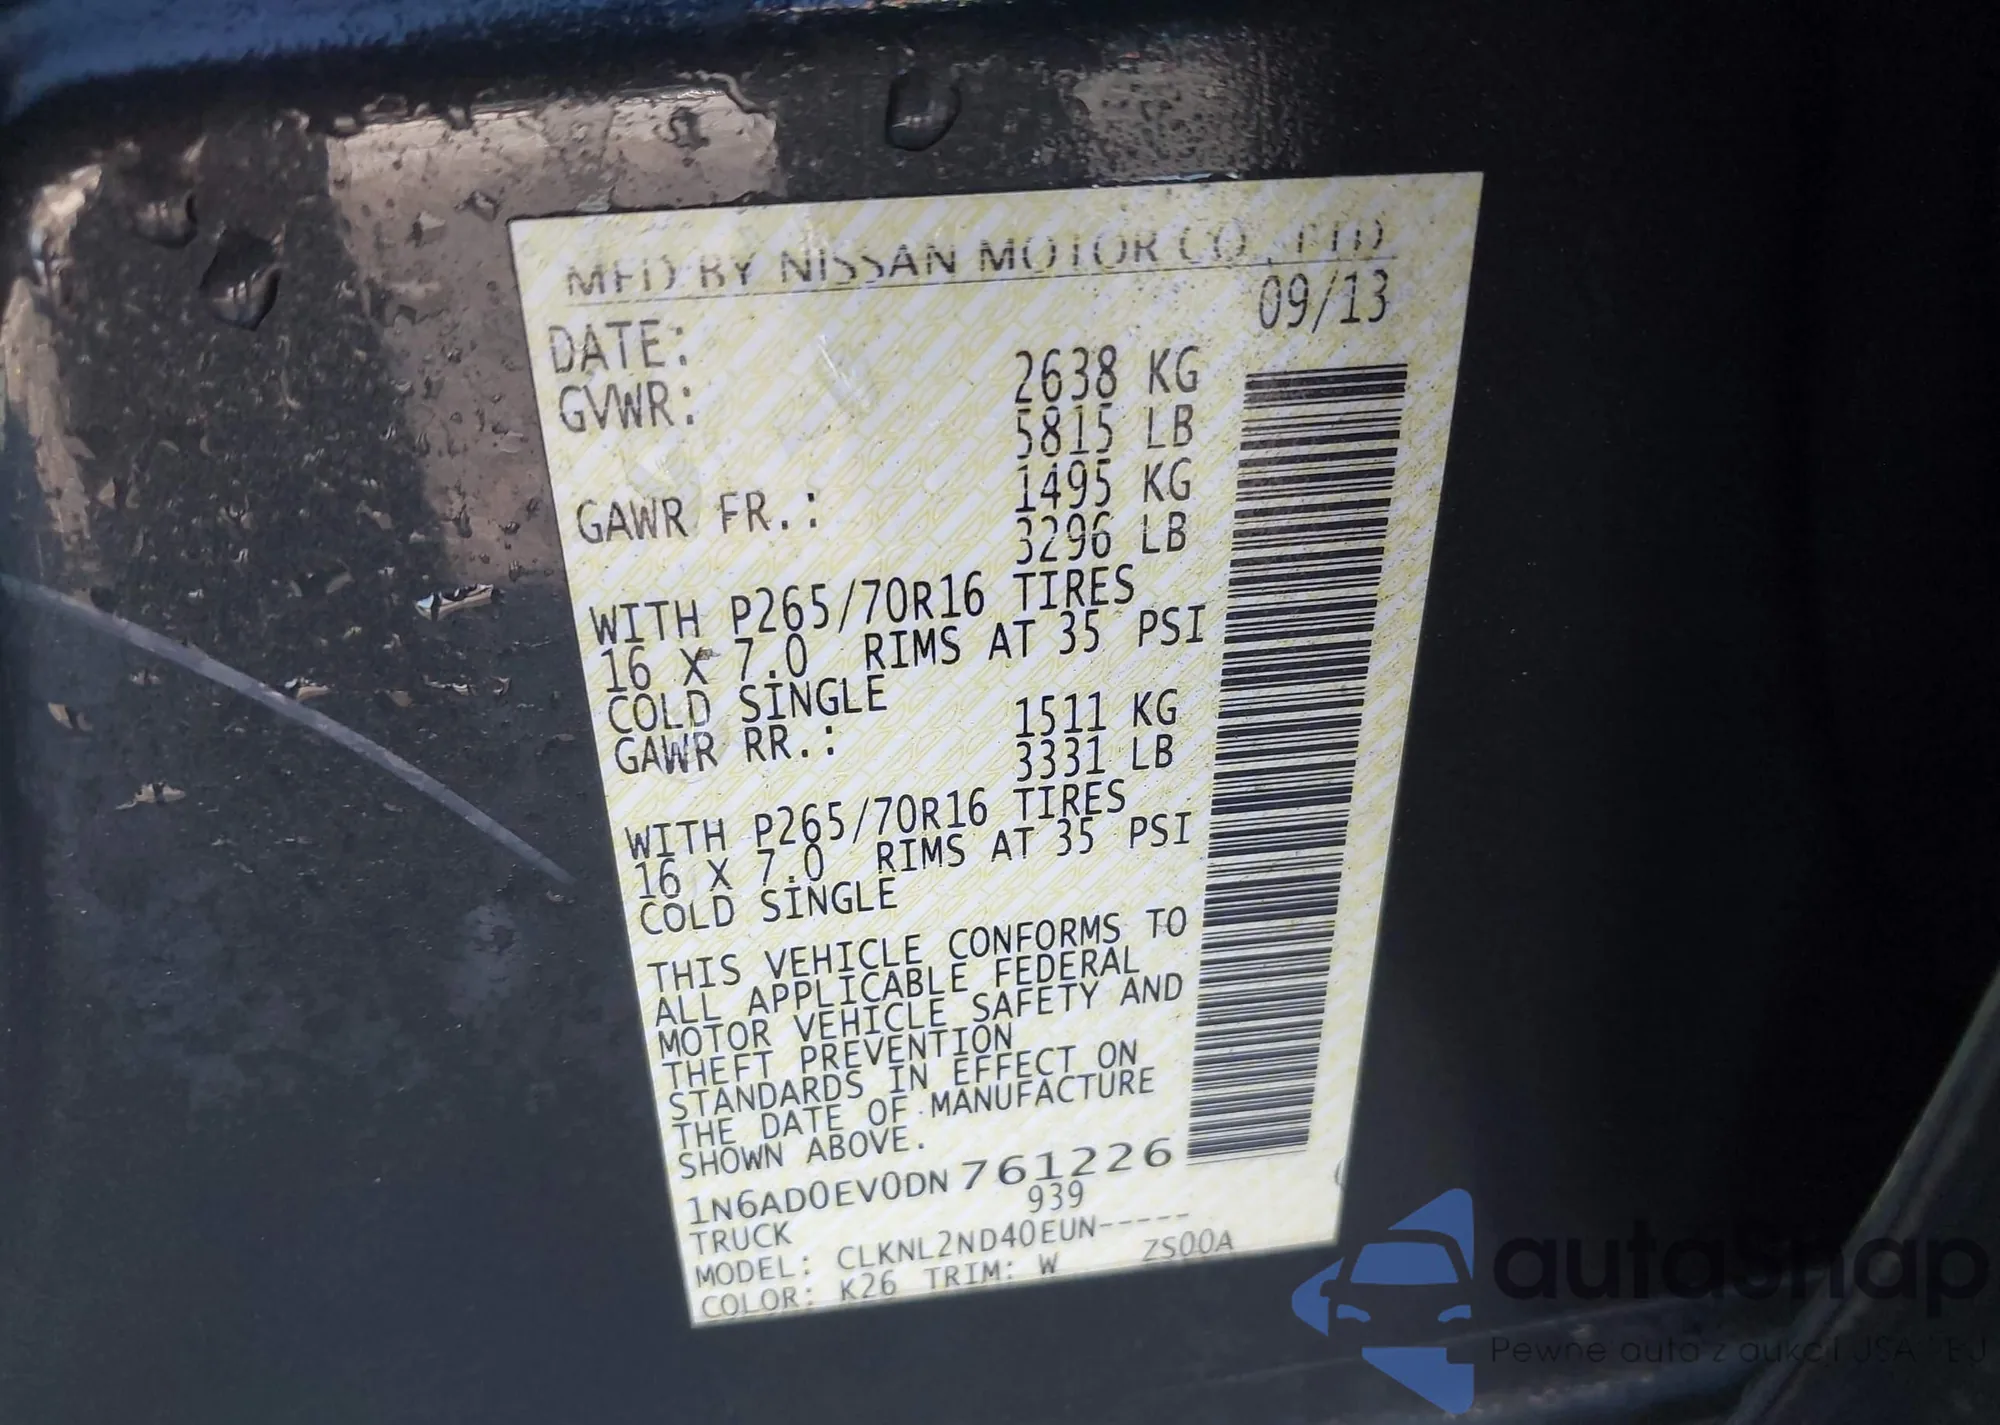 MFD BY NISSAN MOTOR CO., LTD.
DATE: 09/13
GVWR: 2638 KG
5815 LB
GAWR FR.: 1495 KG
3296 LB
WITH P265/70R16 TIRES
16 X 7.0 RIMS AT 35 PSI
COLD SINGLE
GAWR RR.: 1511 KG
3331 LB
WITH P265/70R16 TIRES
16 X 7.0 RIMS AT 35 PSI
COLD SINGLE
THIS VEHICLE CONFORMS TO
ALL APPLICABLE FEDERAL
MOTOR VEHICLE SAFETY AND
THEFT PREVENTION
STANDARDS IN EFFECT ON
THE DATE OF MANUFACTURE
SHOWN ABOVE.
1N6AD0EV0DN761226
TRUCK 939
MODEL: CLKNL2ND40EUN-----
COLOR: K26 TRIM: W ZS00A
autasnap
Pewne auta z aukcji USA